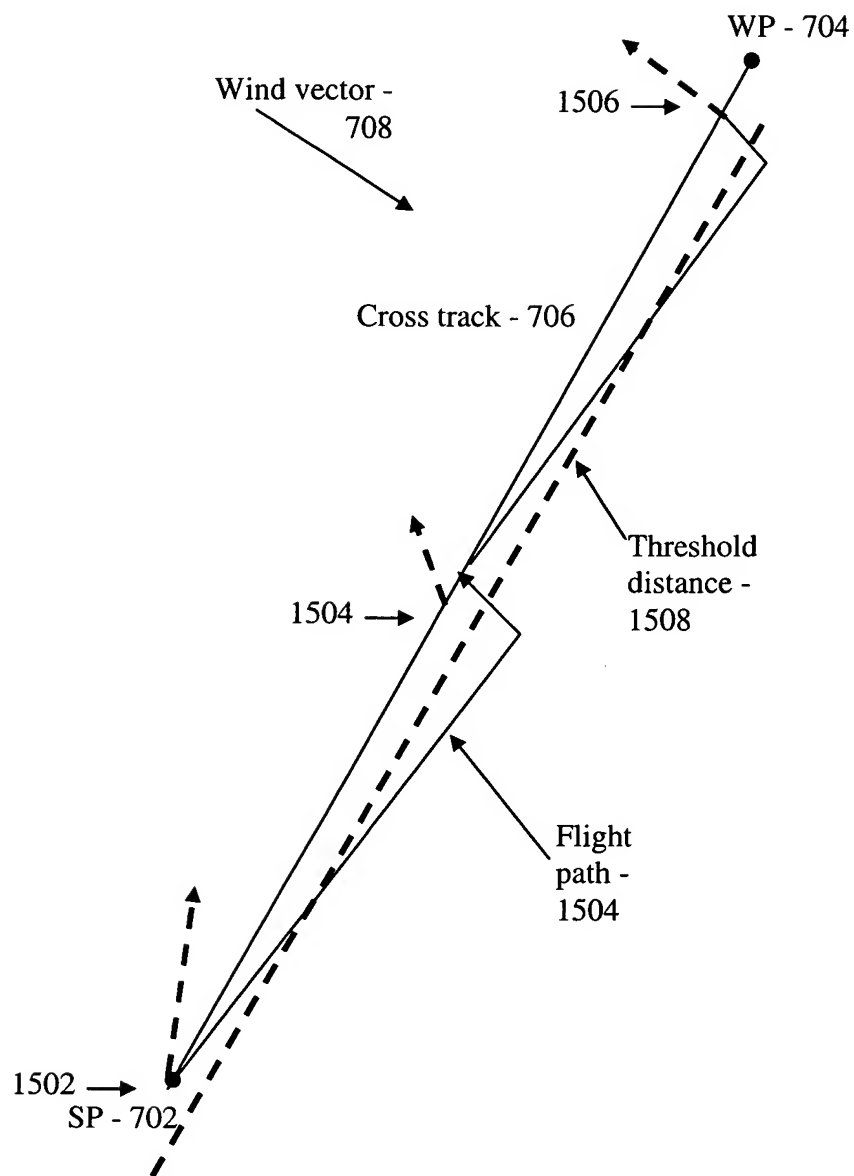 WP - 704
Wind vector -
708
1506
Cross track - 706
Threshold
distance -
1508
1504
Flight
path -
1504
1502
SP - 702